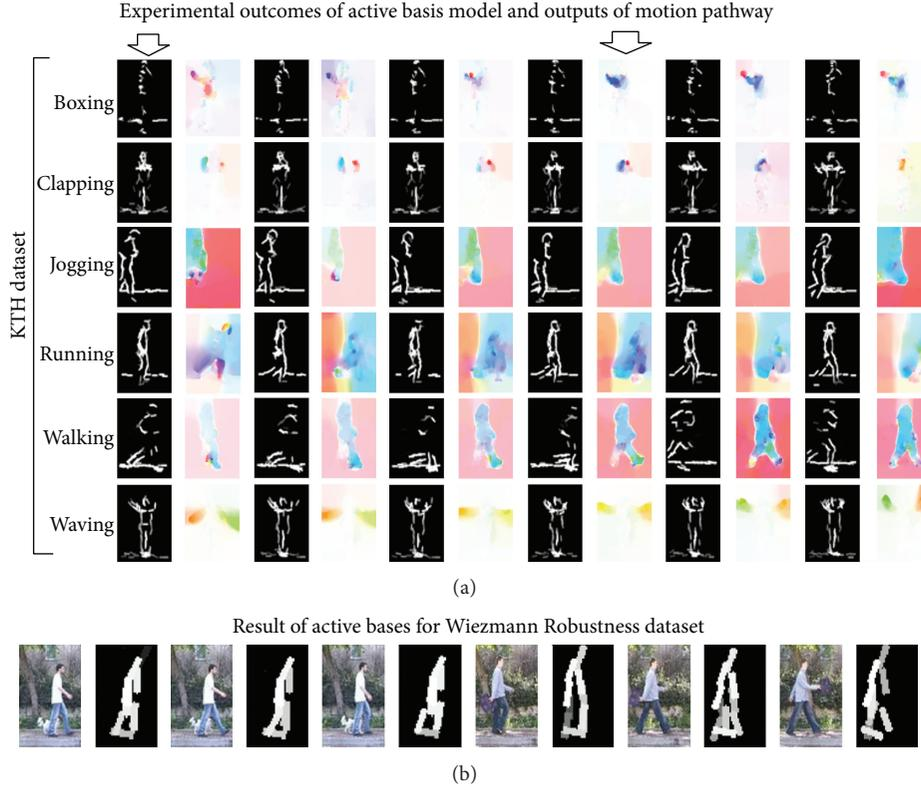 Experimental outcomes of active basis model and outputs of motion pathway
KTH dataset
Boxing
Clapping
Jogging
Running
Walking
Waving
(a)
Result of active bases for Wiezmann Robustness dataset
(b)